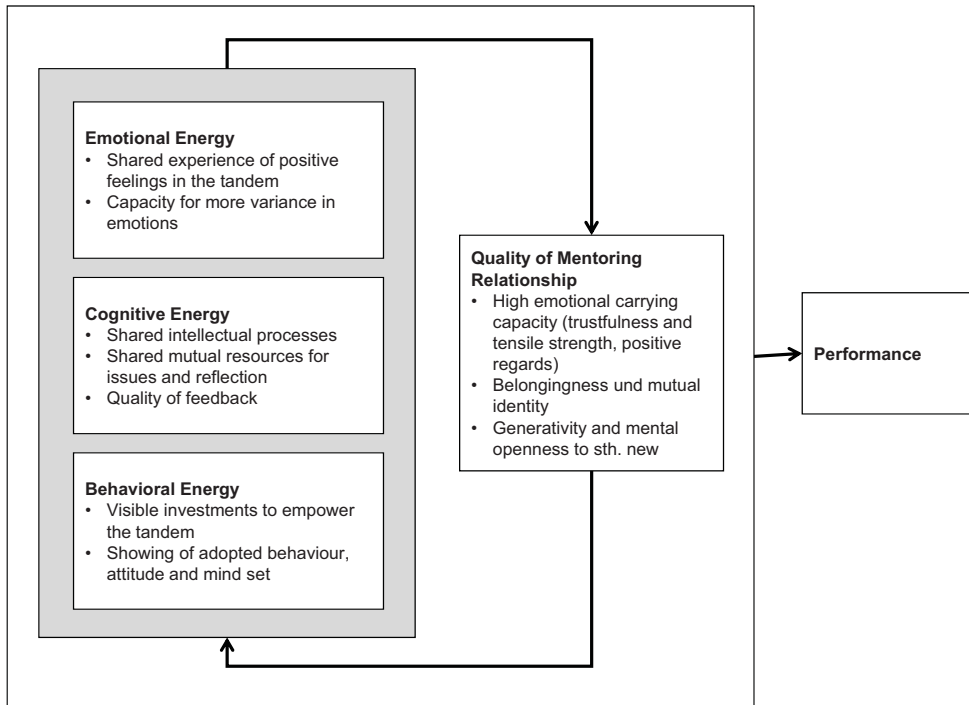 Emotional Energy
• Shared experience of positive
feelings in the tandem
• Capacity for more variance in
emotions
Cognitive Energy
• Shared intellectual processes
• Shared mutual resources for
issues and reflection
• Quality of feedback
Behavioral Energy
• Visible investments to empower
the tandem
• Showing of adopted behaviour,
attitude and mind set
Quality of Mentoring
Relationship
• High emotional carrying
capacity (trustfulness and
tensile strength, positive
regards)
• Belongingness und mutual
identity
• Generativity and mental
openness to sth. new
Performance